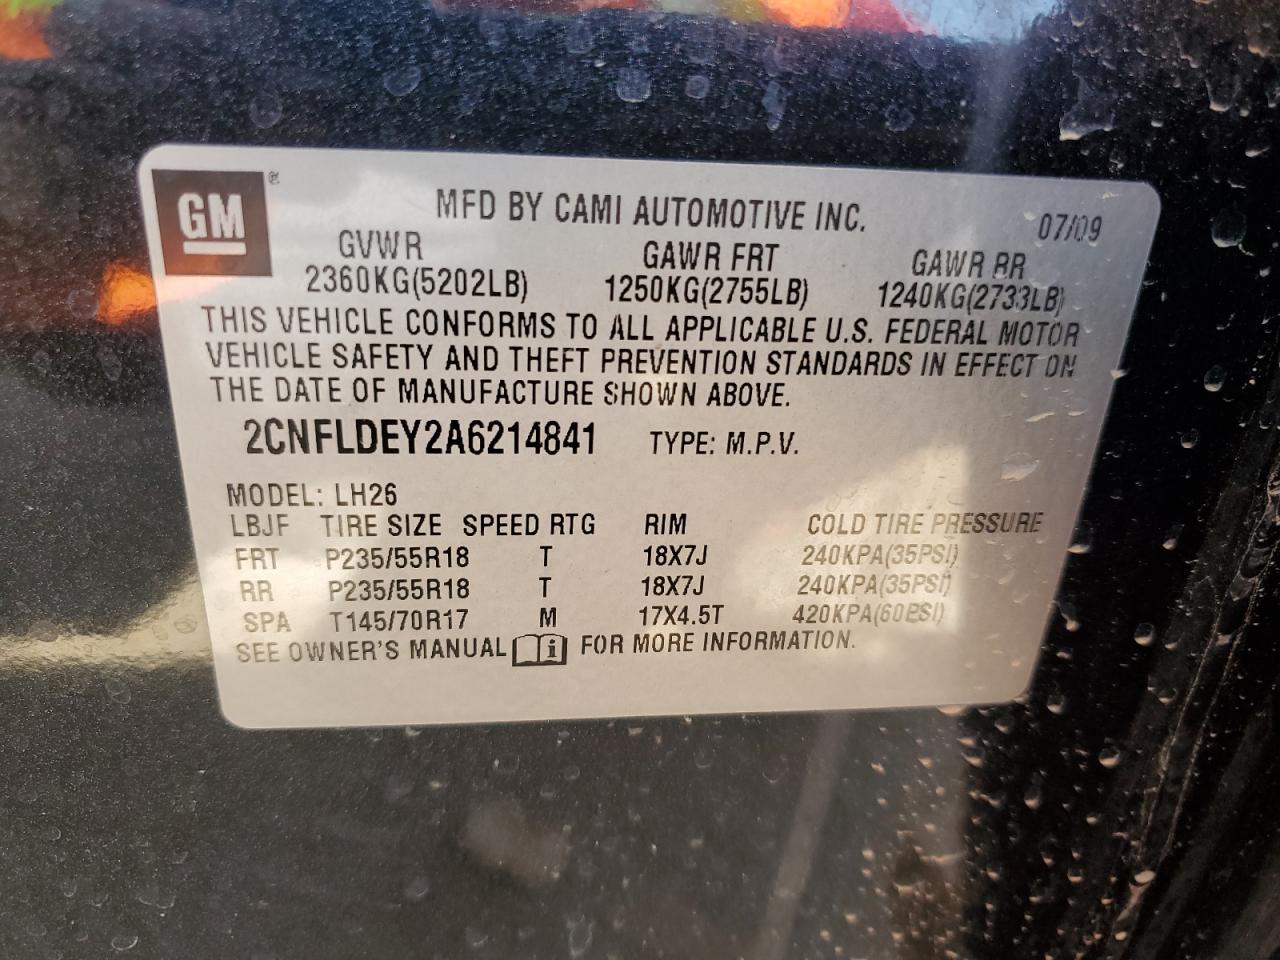 GM ®
MFD BY CAMI AUTOMOTIVE INC. 07/09
GVWR GAWR FRT GAWR RR
2360KG(5202LB) 1250KG(2755LB) 1240KG(2733LB)
THIS VEHICLE CONFORMS TO ALL APPLICABLE U.S. FEDERAL MOTOR
VEHICLE SAFETY AND THEFT PREVENTION STANDARDS IN EFFECT ON
THE DATE OF MANUFACTURE SHOWN ABOVE.
2CNFLDEY2A6214841 TYPE: M.P.V.
MODEL: LH26
LBJF TIRE SIZE SPEED RTG RIM COLD TIRE PRESSURE
FRT P235/55R18 T 18X7J 240KPA(35PSI)
RR P235/55R18 T 18X7J 240KPA(35PSI)
SPA T145/70R17 M 17X4.5T 420KPA(60PSI)
SEE OWNER'S MANUAL i FOR MORE INFORMATION.